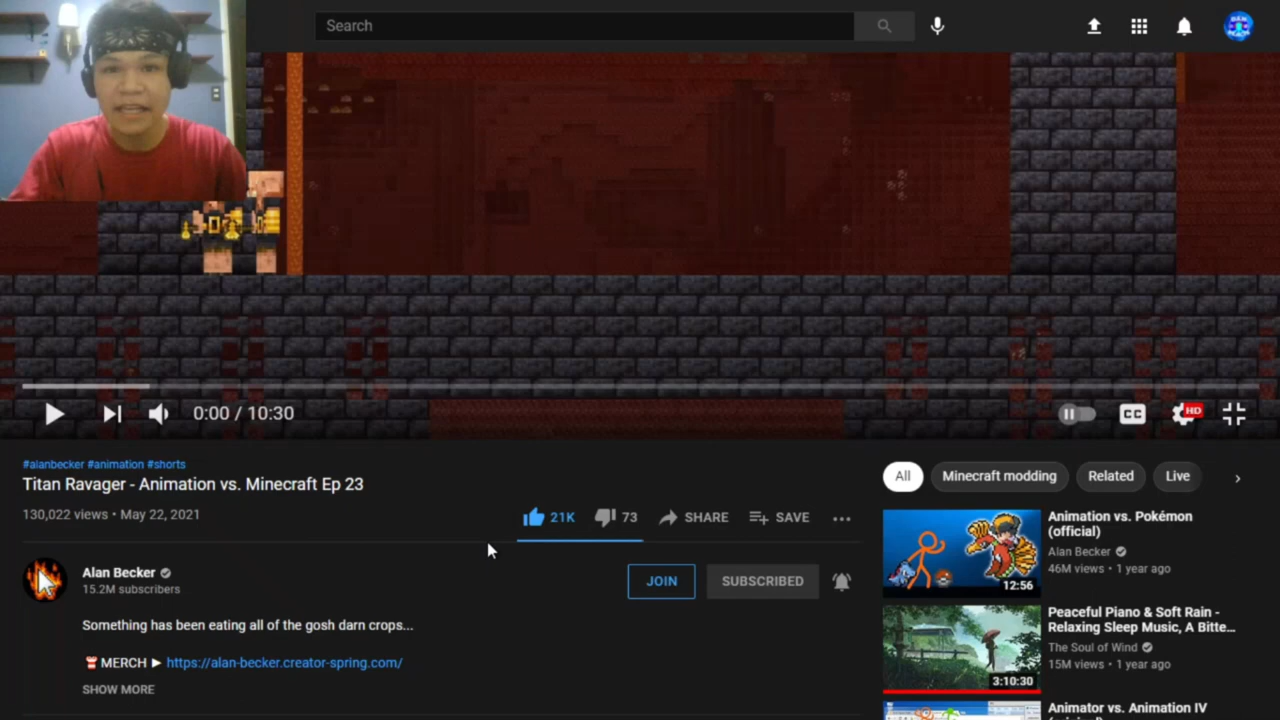 Search
0:00 / 10:30
CC
HD
#alanbecker #animation #shorts
Titan Ravager - Animation vs. Minecraft Ep 23
130,022 views • May 22, 2021
21K
73
SHARE
SAVE
Alan Becker
15.2M subscribers
JOIN
SUBSCRIBED
Something has been eating all of the gosh darn crops...
MERCH ► https://alan-becker.creator-spring.com/
SHOW MORE
All
Minecraft modding
Related
Live
Animation vs. Pokémon
(official)
Alan Becker
46M views • 1 year ago
12:56
Peaceful Piano & Soft Rain -
Relaxing Sleep Music, A Bitte...
The Soul of Wind
15M views • 1 year ago
3:10:30
Animator vs. Animation IV